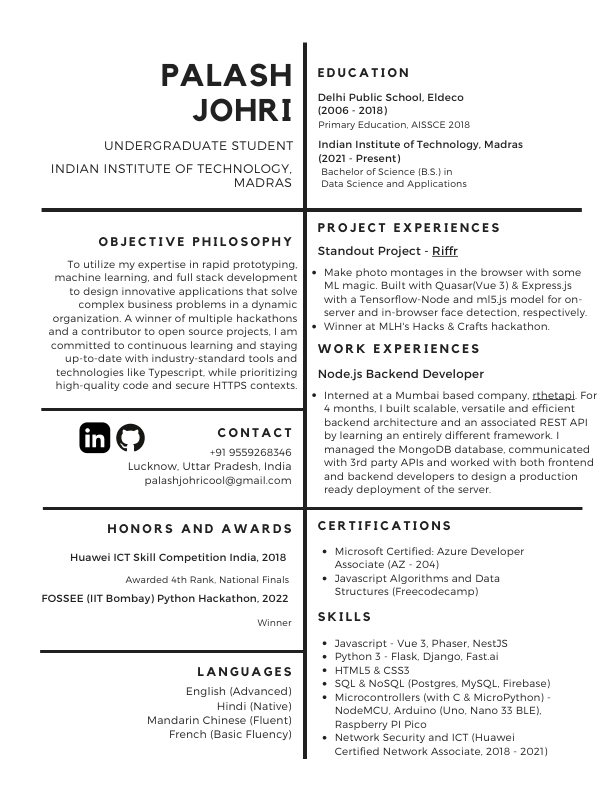 PALASH
JOHRI
UNDERGRADUATE STUDENT
INDIAN INSTITUTE OF TECHNOLOGY,
MADRAS
EDUCATION
Delhi Public School, Eldeco
(2006 - 2018)
Primary Education, AISSCE 2018
Indian Institute of Technology, Madras
(2021 - Present)
Bachelor of Science (B.S.) in
Data Science and Applications
OBJECTIVE PHILOSOPHY
To utilize my expertise in rapid prototyping,
machine learning, and full stack development
to design innovative applications that solve
complex business problems in a dynamic
organization. A winner of multiple hackathons
and a contributor to open source projects, I am
committed to continuous learning and staying
up-to-date with industry-standard tools and
technologies like Typescript, while prioritizing
high-quality code and secure HTTPS contexts.
PROJECT EXPERIENCES
Standout Project - Riffr
• Make photo montages in the browser with some
ML magic. Built with Quasar(Vue 3) & Express.js
with a Tensorflow-Node and ml5.js model for on-
server and in-browser face detection, respectively.
• Winner at MLH's Hacks & Crafts hackathon.
WORK EXPERIENCES
Node.js Backend Developer
• Interned at a Mumbai based company, rthetapi. For
4 months, I built scalable, versatile and efficient
backend architecture and an associated REST API
by learning an entirely different framework. I
managed the MongoDB database, communicated
with 3rd party APIs and worked with both frontend
and backend developers to design a production
ready deployment of the server.
in
CONTACT
+91 9559268346
Lucknow, Uttar Pradesh, India
palashjohricool@gmail.com
HONORS AND AWARDS
Huawei ICT Skill Competition India, 2018
Awarded 4th Rank, National Finals
FOSSEE (IIT Bombay) Python Hackathon, 2022
Winner
LANGUAGES
English (Advanced)
Hindi (Native)
Mandarin Chinese (Fluent)
French (Basic Fluency)
CERTIFICATIONS
• Microsoft Certified: Azure Developer
Associate (AZ - 204)
• Javascript Algorithms and Data
Structures (Freecodecamp)
SKILLS
• Javascript - Vue 3, Phaser, NestJS
• Python 3 - Flask, Django, Fast.ai
• HTML5 & CSS3
• SQL & NoSQL (Postgres, MySQL, Firebase)
• Microcontrollers (with C & MicroPython) -
NodeMCU, Arduino (Uno, Nano 33 BLE),
Raspberry PI Pico
• Network Security and ICT (Huawei
Certified Network Associate, 2018 - 2021)